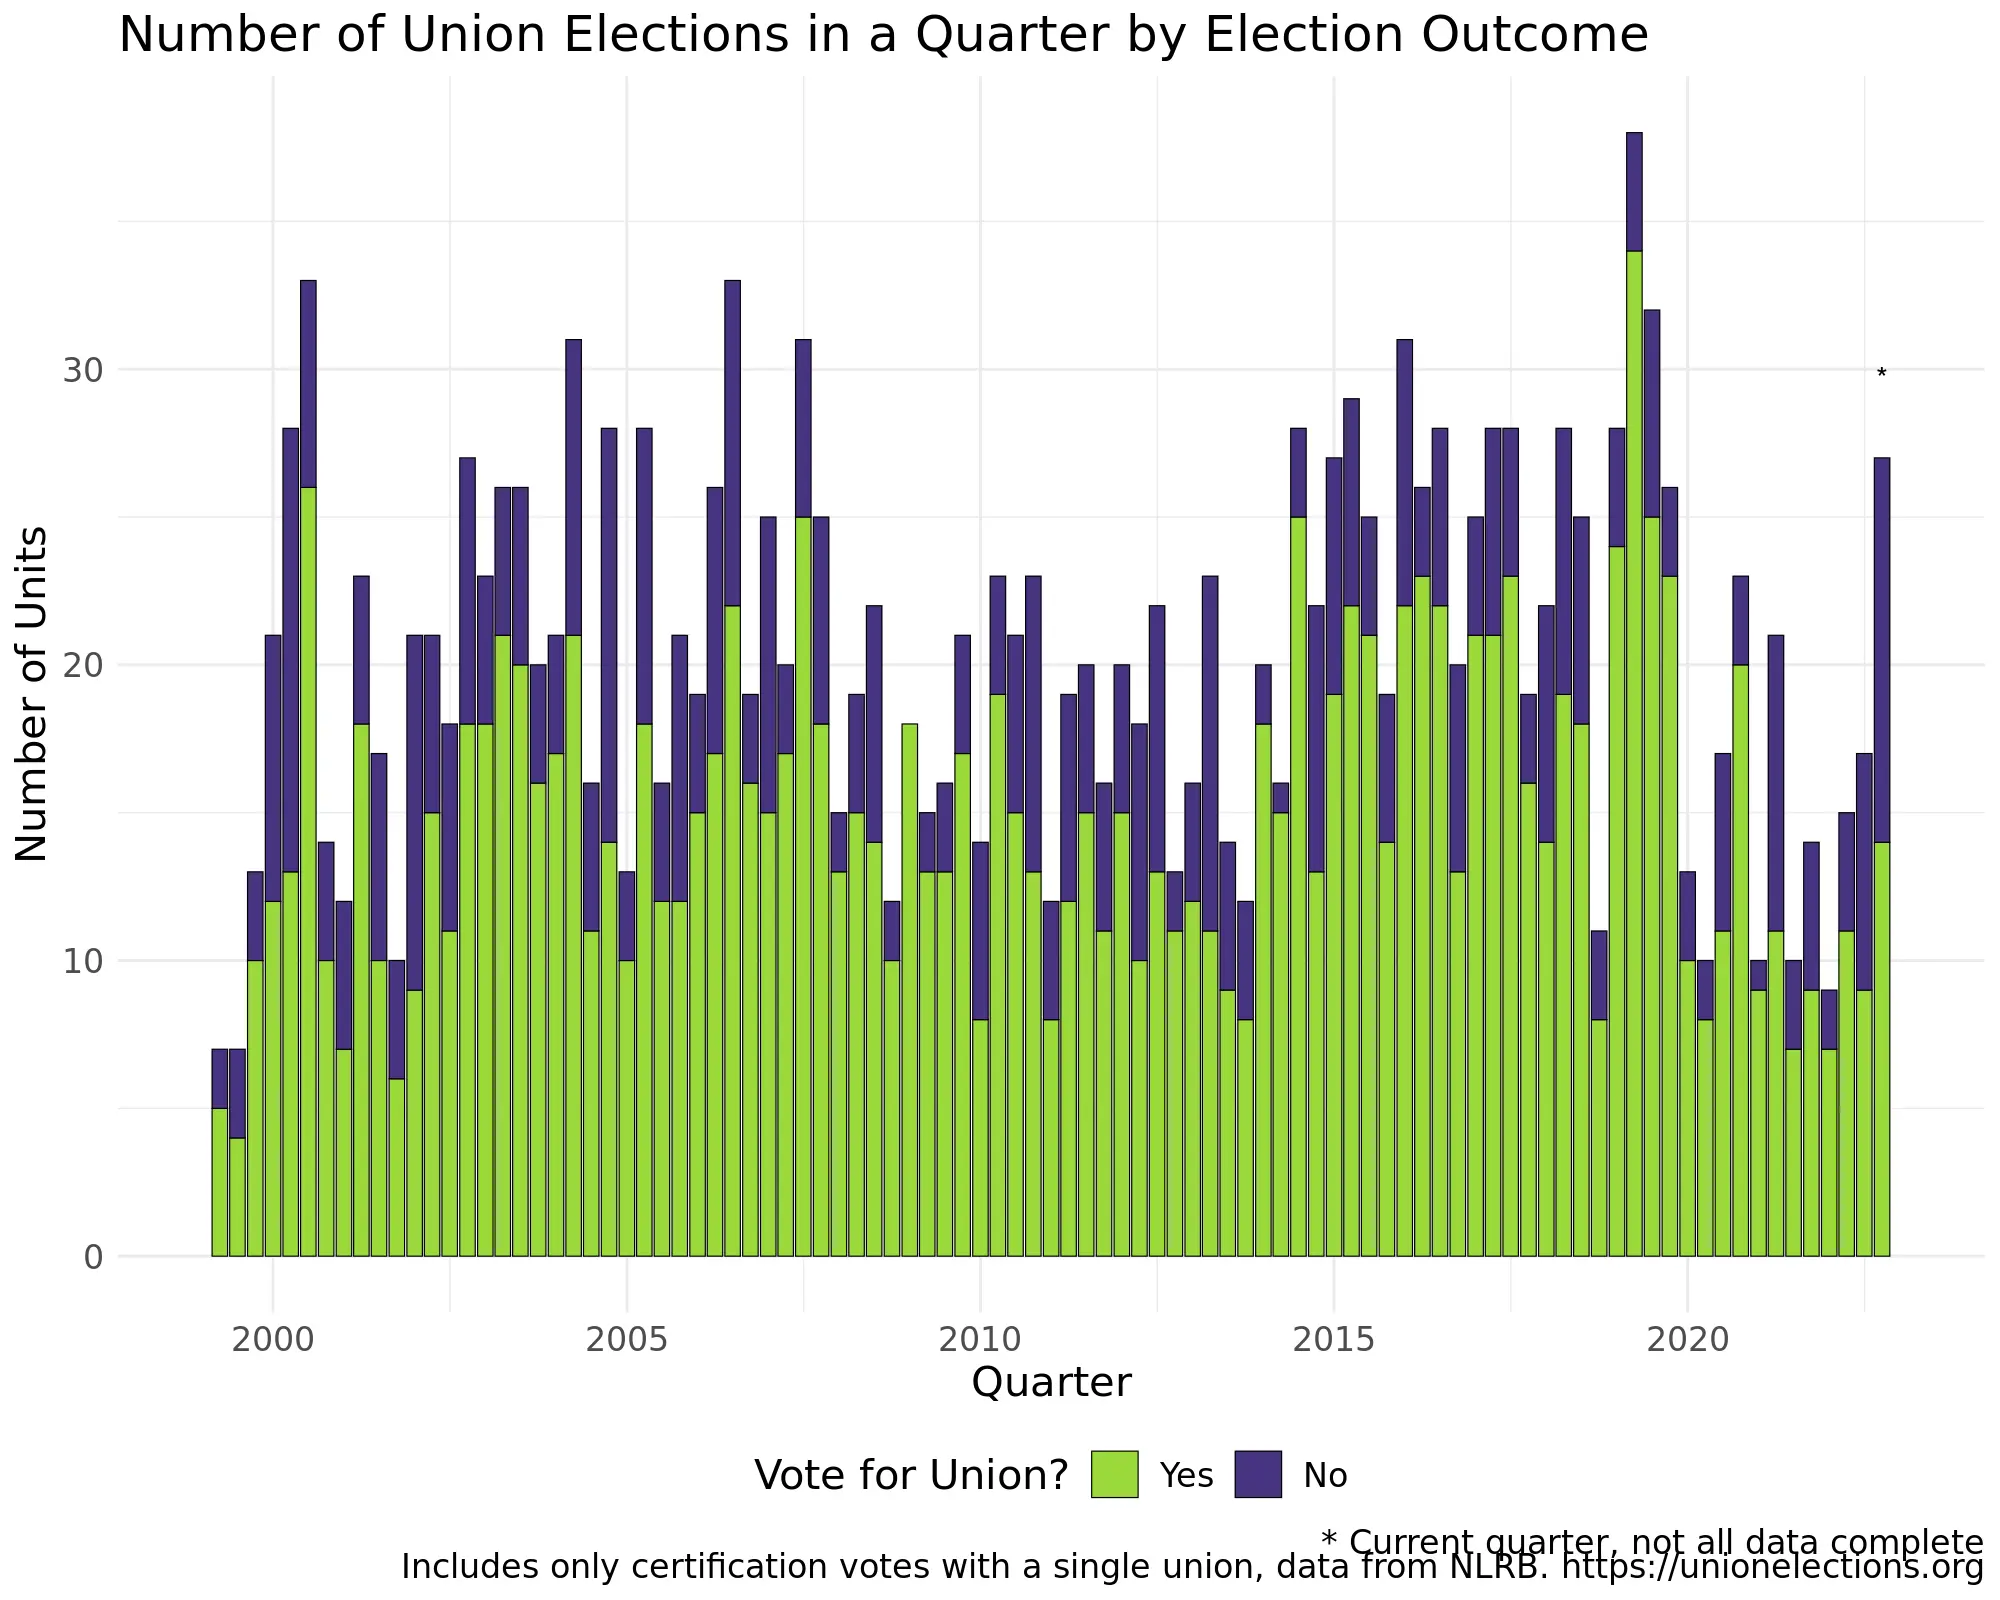 Number of Union Elections in a Quarter by Election Outcome
Number of Units
30
20
10
0
*
2000 2005 2010 2015 2020
Quarter
Vote for Union? Yes No
* Current quarter, not all data complete
Includes only certification votes with a single union, data from NLRB. https://unionelections.org